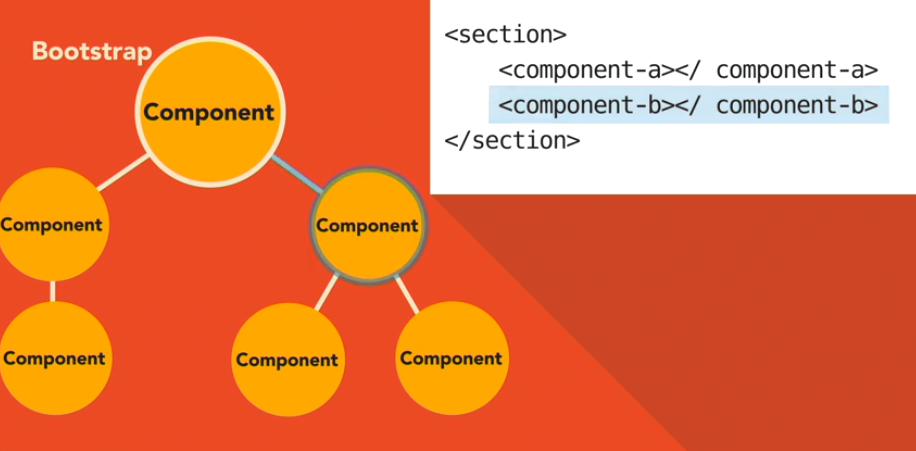 Bootstrap
Component
Component
Component
Component
Component
Component
<section>
<component-a></ component-a>
<component-b></ component-b>
</section>